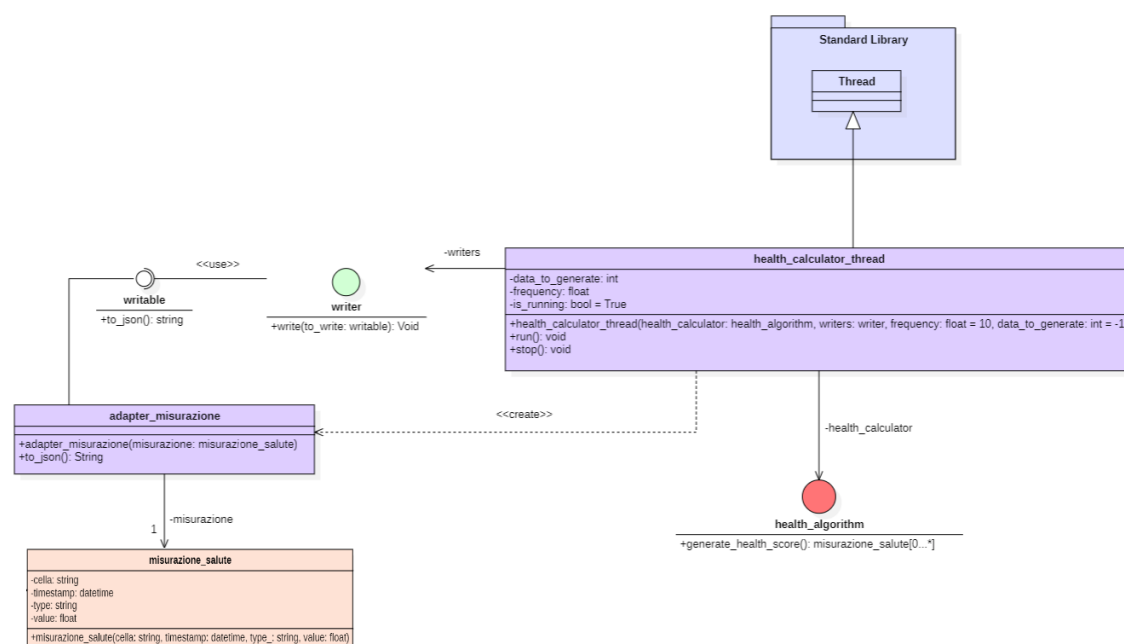 Standard Library
Thread
-writers
health_calculator_thread
-data_to_generate: int
-frequency: float
-is_running: bool = True
+health_calculator_thread(health_calculator: health_algorithm, writers: writer, frequency: float = 10, data_to_generate: int = -1
+run(): void
+stop(): void
<<use>>
writable
+to_json(): string
writer
+write(to_write: writable): Void
adapter_misurazione
+adapter_misurazione(misurazione: misurazione_salute)
+to_json(): String
<<create>>
-health_calculator
health_algorithm
+generate_health_score(): misurazione_salute[0...*]
-misurazione
1
misurazione_salute
-cella: string
-timestamp: datetime
-type: string
-value: float
+misurazione_salute(cella: string, timestamp: datetime, type_: string, value: float)